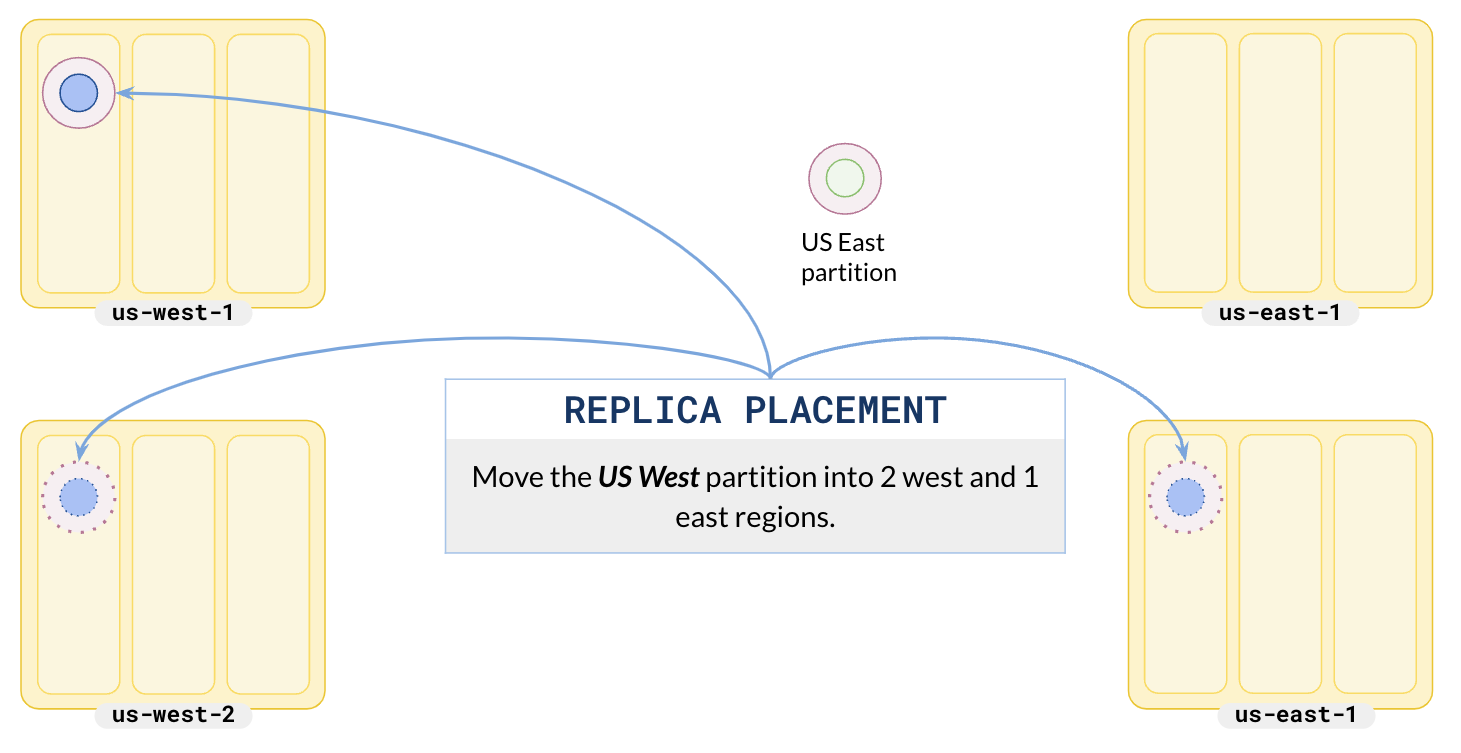 US East
partition
us-west-1
us-east-1
REPLICA PLACEMENT
Move the US West partition into 2 west and 1
east regions.
us-west-2
us-east-1